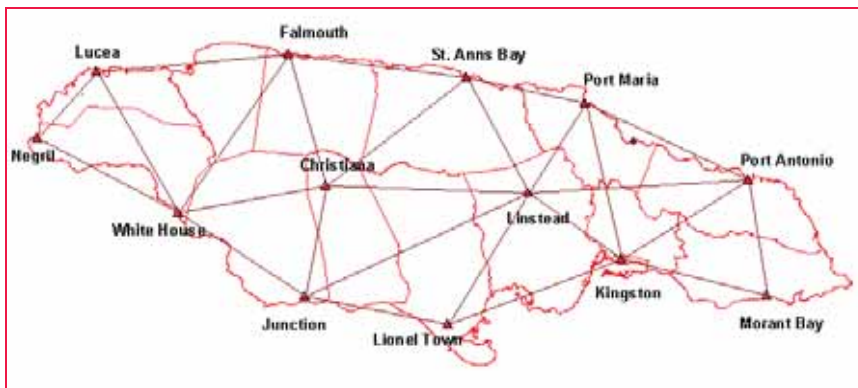 Falmouth
Lucea
St. Anns Bay
Port Maria
Negril
Christiana
Port Antonio
White House
Linstead
Kingston
Junction
Lionel Town
Morant Bay